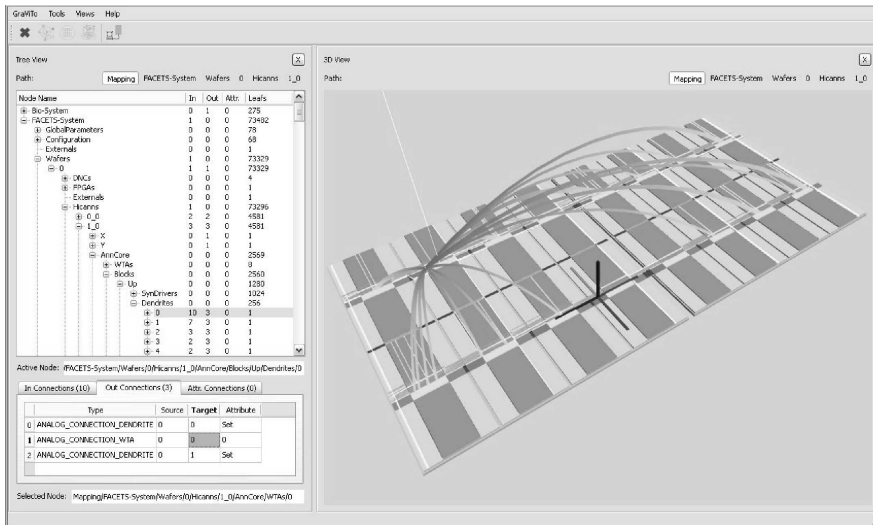 GraViTo Tools Views Help
Tree View
Path: Mapping FACETS-System Wafers 0 Hicanns 1_0
Node Name In Out Attr. Leafs
Bio-System 0 1 0 275
FACETS-System 1 0 0 73482
GlobalParameters 0 0 0 78
Configuration 0 0 0 68
Externals 0 0 0 1
Wafers 1 0 0 73329
0 1 1 0 73329
DNCs 0 0 0 4
FPGAs 0 0 0 1
Externals 0 0 0 1
Hicanns 1 0 0 73296
0_0 2 2 0 4581
1_0 3 3 0 4581
X 0 1 0 1
Y 0 1 0 1
AnnCore 0 0 0 2569
WTAs 0 0 0 8
Blocks 0 0 0 2560
Up 0 0 0 1280
SynDrivers 0 0 0 1024
Dendrites 0 0 0 256
0 10 3 0 1
1 7 3 0 1
2 3 3 0 1
3 2 3 0 1
4 2 3 0 1
Active Node: /FACETS-System/Wafers/0/Hicanns/1_0/AnnCore/Blocks/Up/Dendrites/0
In Connections (10) Out Connections (3) Attr. Connections (0)
Type Source Target Attribute
0 ANALOG_CONNECTION_DENDRITE 0 0 Set
1 ANALOG_CONNECTION_WTA 0 0 0
2 ANALOG_CONNECTION_DENDRITE 0 1 Set
Selected Node: Mapping/FACETS-System/Wafers/0/Hicanns/1_0/AnnCore/WTAs/0
3D View
Path: Mapping FACETS-System Wafers 0 Hicanns 1_0